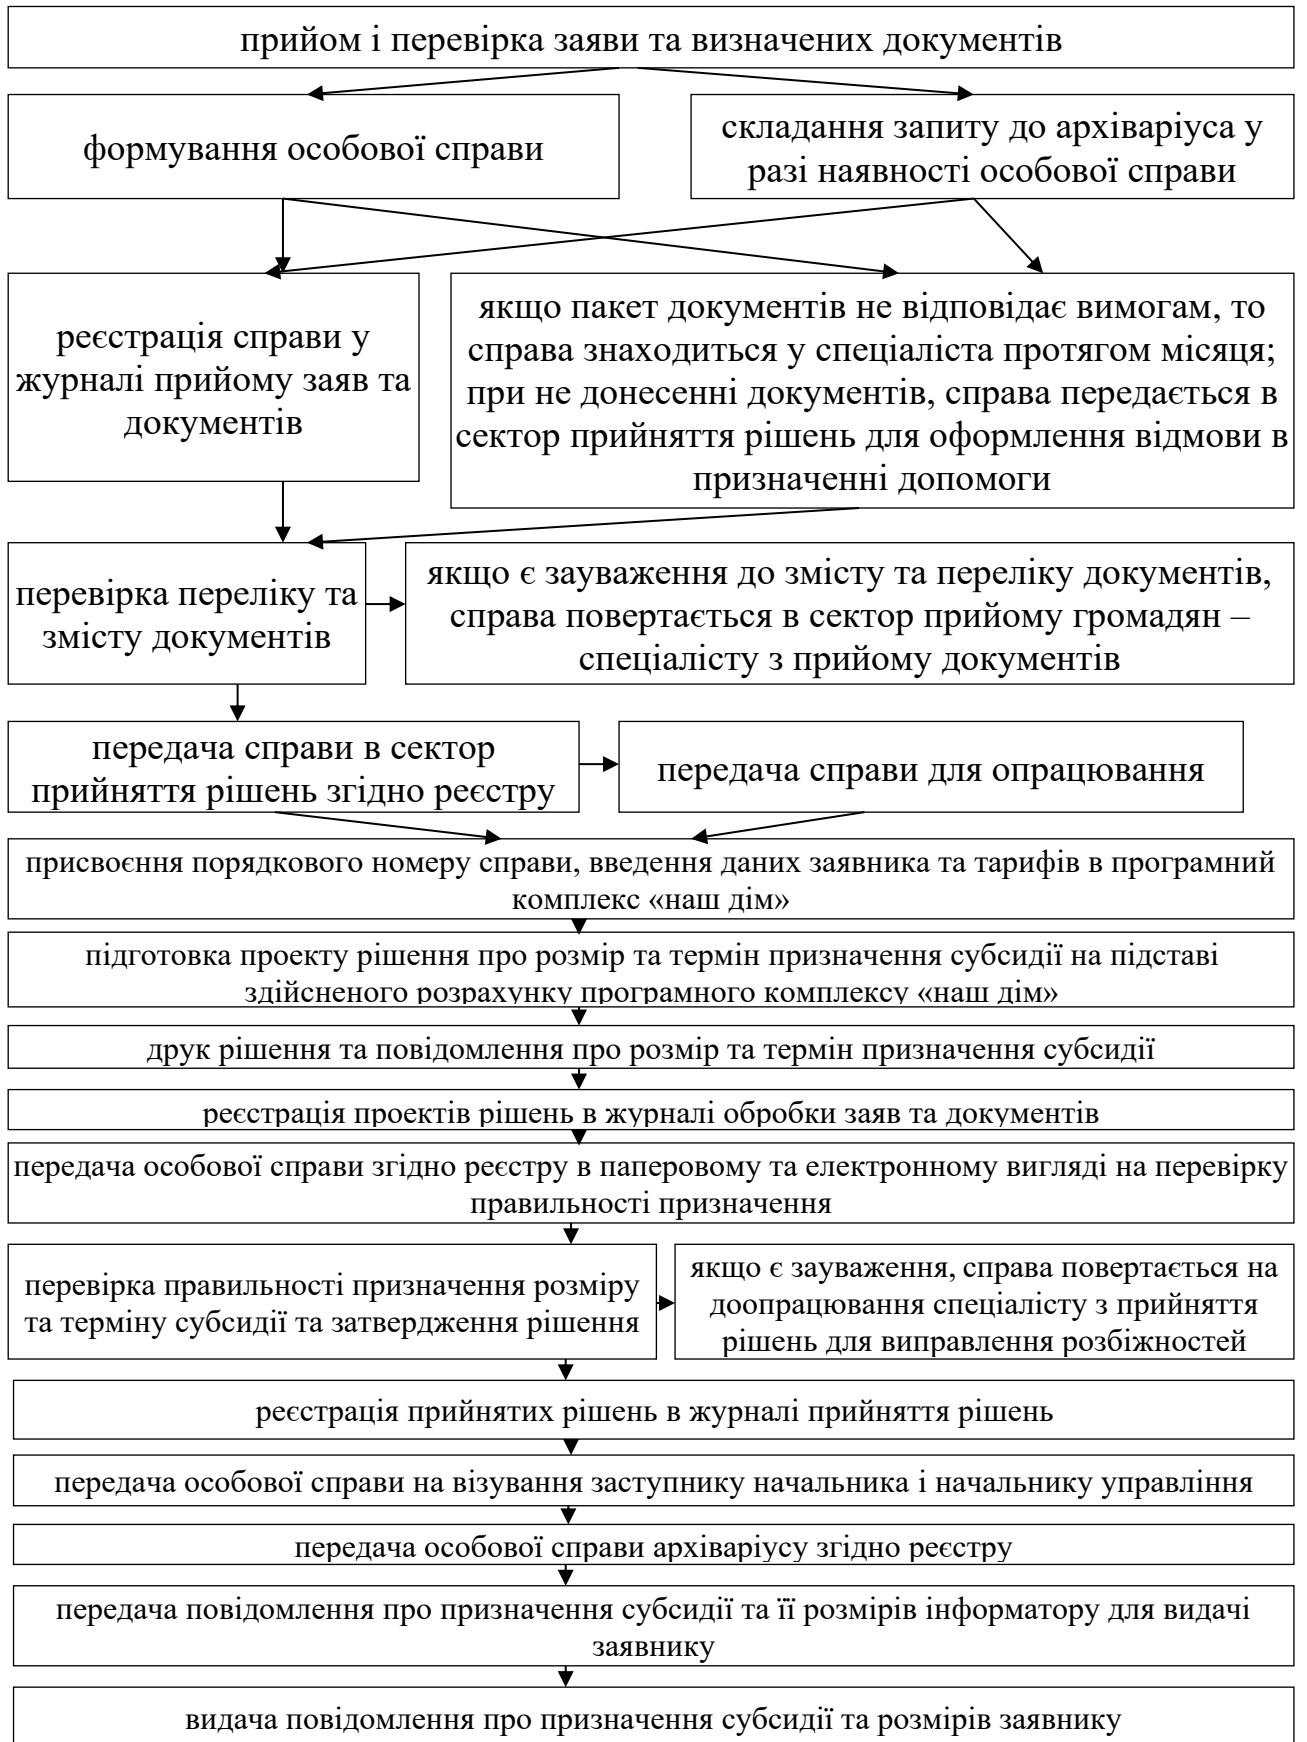 прийом і перевірка заяви та визначених документів
формування особової справи
складання запиту до архіваріуса у
разі наявності особової справи
реєстрація справи у
журналі прийому заяв та
документів
якщо пакет документів не відповідає вимогам, то
справа знаходиться у спеціаліста протягом місяця;
при не донесенні документів, справа передається в
сектор прийняття рішень для оформлення відмови в
призначенні допомоги
перевірка переліку та
змісту документів
якщо є зауваження до змісту та переліку документів,
справа повертається в сектор прийому громадян –
спеціалісту з прийому документів
передача справи в сектор
прийняття рішень згідно реєстру
передача справи для опрацювання
присвоєння порядкового номеру справи, введення даних заявника та тарифів в програмний
комплекс «наш дім»
підготовка проекту рішення про розмір та термін призначення субсидії на підставі
здійсненого розрахунку програмного комплексу «наш дім»
друк рішення та повідомлення про розмір та термін призначення субсидії
реєстрація проектів рішень в журналі обробки заяв та документів
передача особової справи згідно реєстру в паперовому та електронному вигляді на перевірку
правильності призначення
перевірка правильності призначення розміру
та терміну субсидії та затвердження рішення
якщо є зауваження, справа повертається на
доопрацювання спеціалісту з прийняття
рішень для виправлення розбіжностей
реєстрація прийнятих рішень в журналі прийняття рішень
передача особової справи на візування заступнику начальника і начальнику управління
передача особової справи архіваріусу згідно реєстру
передача повідомлення про призначення субсидії та її розмірів інформатору для видачі
заявнику
видача повідомлення про призначення субсидії та розмірів заявнику